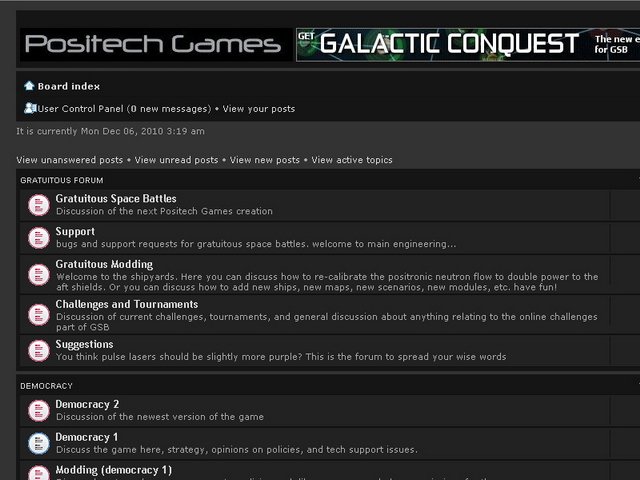 Positech Games
GET GALACTIC CONQUEST The new e
for GSB
Board index
User Control Panel (0 new messages) • View your posts
It is currently Mon Dec 06, 2010 3:19 am
View unanswered posts • View unread posts • View new posts • View active topics
GRATUITOUS FORUM
Gratuitous Space Battles
Discussion of the next Positech Games creation
Support
bugs and support requests for gratuitous space battles. welcome to main engineering...
Gratuitous Modding
Welcome to the shipyards. Here you can discuss how to re-calibrate the positronic neutron flow to double power to the
aft shields. Or you can discuss how to add new ships, new maps, new scenarios, new modules, etc. have fun!
Challenges and Tournaments
Discussion of current challenges, tournaments, and general discussion about anything relating to the online challenges
part of GSB
Suggestions
You think pulse lasers should be slightly more purple? This is the forum to spread your wise words
DEMOCRACY
Democracy 2
Discussion of the newest version of the game
Democracy 1
Discuss the game here, strategy, opinions on policies, and tech support issues.
Modding (democracy 1)